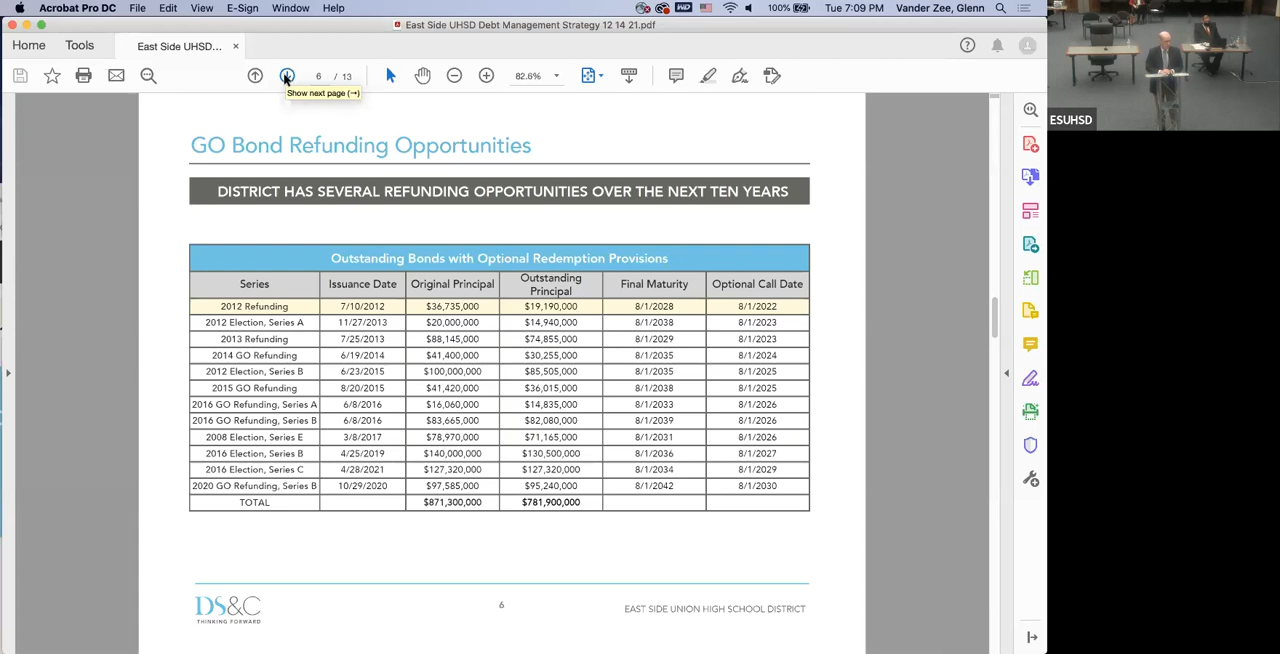 Acrobat Pro DC File Edit View E-Sign Window Help 100% Tue 7:09 PM Vander Zee, Glenn
East Side UHSD Debt Management Strategy 12 14 21.pdf
Home Tools East Side UHSD... ×
6 / 13 82.6%
Show next page (→)
ESUHSD
GO Bond Refunding Opportunities
DISTRICT HAS SEVERAL REFUNDING OPPORTUNITIES OVER THE NEXT TEN YEARS
Outstanding Bonds with Optional Redemption Provisions
Series Issuance Date Original Principal Outstanding Principal Final Maturity Optional Call Date
2012 Refunding 7/10/2012 $36,735,000 $19,190,000 8/1/2028 8/1/2022
2012 Election, Series A 11/27/2013 $20,000,000 $14,940,000 8/1/2038 8/1/2023
2013 Refunding 7/25/2013 $88,145,000 $74,855,000 8/1/2029 8/1/2023
2014 GO Refunding 6/19/2014 $41,400,000 $30,255,000 8/1/2035 8/1/2024
2012 Election, Series B 6/23/2015 $100,000,000 $85,505,000 8/1/2035 8/1/2025
2015 GO Refunding 8/20/2015 $41,420,000 $36,015,000 8/1/2038 8/1/2025
2016 GO Refunding, Series A 6/8/2016 $16,060,000 $14,835,000 8/1/2033 8/1/2026
2016 GO Refunding, Series B 6/8/2016 $83,665,000 $82,080,000 8/1/2039 8/1/2026
2008 Election, Series E 3/8/2017 $78,970,000 $71,165,000 8/1/2031 8/1/2026
2016 Election, Series B 4/25/2019 $140,000,000 $130,500,000 8/1/2036 8/1/2027
2016 Election, Series C 4/28/2021 $127,320,000 $127,320,000 8/1/2034 8/1/2029
2020 GO Refunding, Series B 10/29/2020 $97,585,000 $95,240,000 8/1/2042 8/1/2030
TOTAL $871,300,000 $781,900,000
DS&C
THINKING FORWARD
6
EAST SIDE UNION HIGH SCHOOL DISTRICT